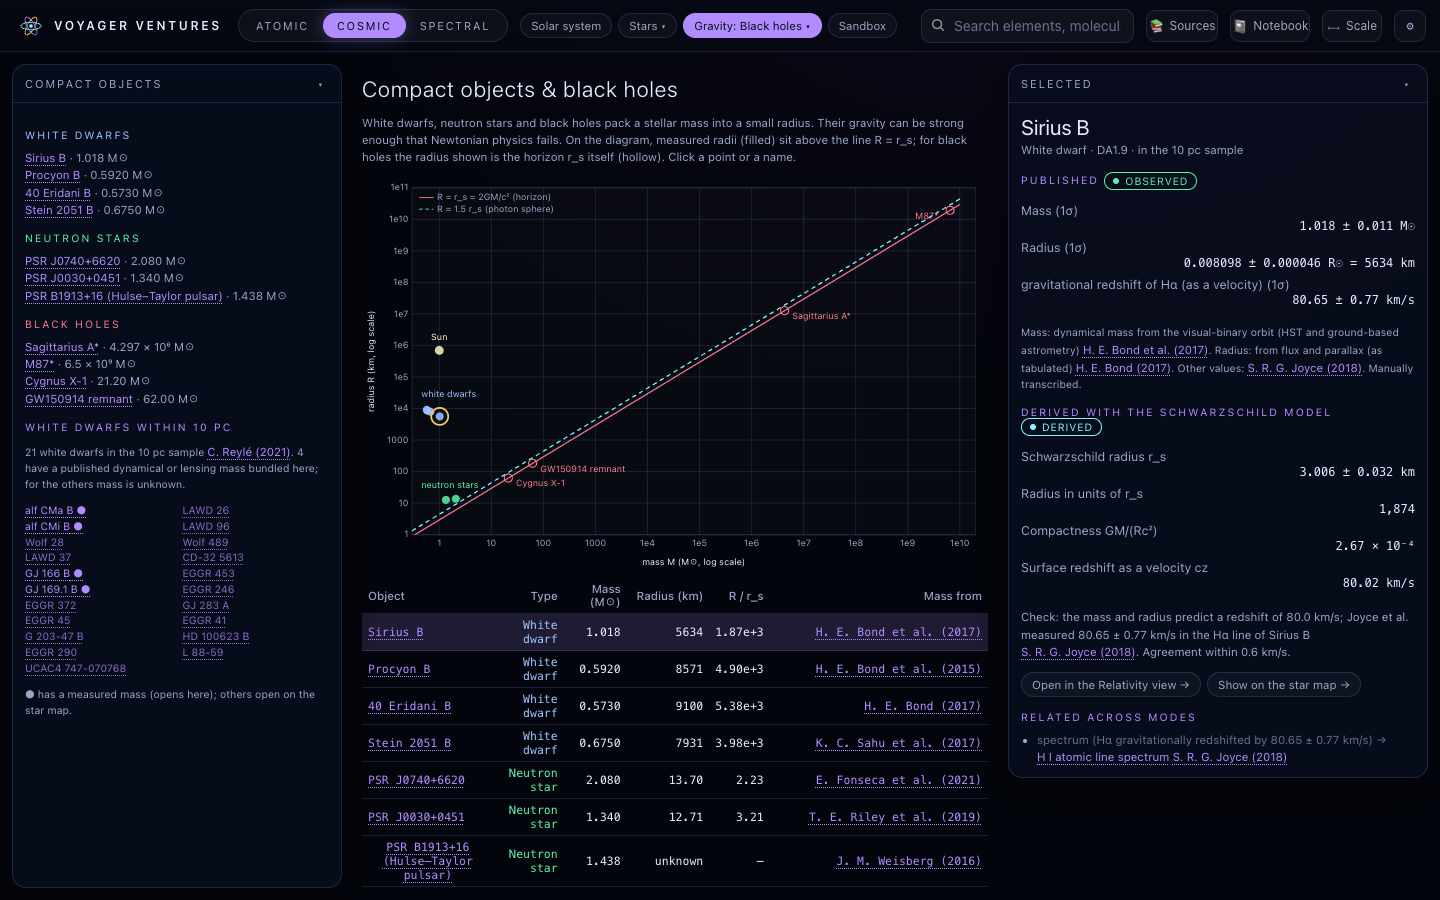 VOYAGER VENTURES
ATOMIC
COSMIC
SPECTRAL
Solar system
Stars ▾
Gravity: Black holes ▾
Sandbox
Search elements, molecul
Sources
Notebook
Scale
COMPACT OBJECTS
WHITE DWARFS
Sirius B · 1.018 M☉
Procyon B · 0.5920 M☉
40 Eridani B · 0.5730 M☉
Stein 2051 B · 0.6750 M☉
NEUTRON STARS
PSR J0740+6620 · 2.080 M☉
PSR J0030+0451 · 1.340 M☉
PSR B1913+16 (Hulse–Taylor pulsar) · 1.438 M☉
BLACK HOLES
Sagittarius A* · 4.297 × 10⁶ M☉
M87* · 6.5 × 10⁹ M☉
Cygnus X-1 · 21.20 M☉
GW150914 remnant · 62.00 M☉
WHITE DWARFS WITHIN 10 PC
21 white dwarfs in the 10 pc sample C. Reylé (2021). 4
have a published dynamical or lensing mass bundled here;
for the others mass is unknown.
alf CMa B ●
LAWD 26
alf CMi B ●
LAWD 96
Wolf 28
Wolf 489
LAWD 37
CD-32 5613
GJ 166 B ●
EGGR 453
GJ 169.1 B ●
EGGR 246
EGGR 372
GJ 283 A
EGGR 45
EGGR 41
G 203-47 B
HD 100623 B
EGGR 290
L 88-59
UCAC4 747-070768
● has a measured mass (opens here); others open on the
star map.
Compact objects & black holes
White dwarfs, neutron stars and black holes pack a stellar mass into a small radius. Their gravity can be strong
enough that Newtonian physics fails. On the diagram, measured radii (filled) sit above the line R = r_s; for black
holes the radius shown is the horizon r_s itself (hollow). Click a point or a name.
R = r_s = 2GM/c² (horizon)
R = 1.5 r_s (photon sphere)
1e11
1e10
1e9
1e8
1e7
1e6
1e5
1e4
1000
100
10
1
radius R (km, log scale)
M87*
Sagittarius A*
Sun
white dwarfs
GW150914 remnant
Cygnus X-1
neutron stars
1
10
100
1000
1e4
1e5
1e6
1e7
1e8
1e9
1e10
mass M (M☉, log scale)
Object Type Mass (M☉) Radius (km) R / r_s Mass from
Sirius B White dwarf 1.018 5634 1.87e+3 H. E. Bond et al. (2017)
Procyon B White dwarf 0.5920 8571 4.90e+3 H. E. Bond et al. (2015)
40 Eridani B White dwarf 0.5730 9100 5.38e+3 H. E. Bond (2017)
Stein 2051 B White dwarf 0.6750 7931 3.98e+3 K. C. Sahu (2017)
PSR J0740+6620 Neutron star 2.080 13.70 2.23 E. Fonseca et al. (2021)
PSR J0030+0451 Neutron star 1.340 12.71 3.21 T. E. Riley et al. (2019)
PSR B1913+16 (Hulse–Taylor pulsar) Neutron star 1.438 unknown — J. M. Weisberg (2016)
SELECTED
Sirius B
White dwarf · DA1.9 · in the 10 pc sample
PUBLISHED ● OBSERVED
Mass (1σ)
1.018 ± 0.011 M☉
Radius (1σ)
0.008098 ± 0.000046 R☉ = 5634 km
gravitational redshift of Hα (as a velocity) (1σ)
80.65 ± 0.77 km/s
Mass: dynamical mass from the visual-binary orbit (HST and ground-based
astrometry) H. E. Bond et al. (2017). Radius: from flux and parallax (as
tabulated) H. E. Bond (2017). Other values: S. R. G. Joyce (2018). Manually
transcribed.
DERIVED WITH THE SCHWARZSCHILD MODEL
● DERIVED
Schwarzschild radius r_s
3.006 ± 0.032 km
Radius in units of r_s
1,874
Compactness GM/(Rc²)
2.67 × 10⁻⁴
Surface redshift as a velocity cz
80.02 km/s
Check: the mass and radius predict a redshift of 80.0 km/s; Joyce et al.
measured 80.65 ± 0.77 km/s in the Hα line of Sirius B
S. R. G. Joyce (2018). Agreement within 0.6 km/s.
Open in the Relativity view →
Show on the star map →
RELATED ACROSS MODES
• spectrum (Hα gravitationally redshifted by 80.65 ± 0.77 km/s) →
H I atomic line spectrum S. R. G. Joyce (2018)